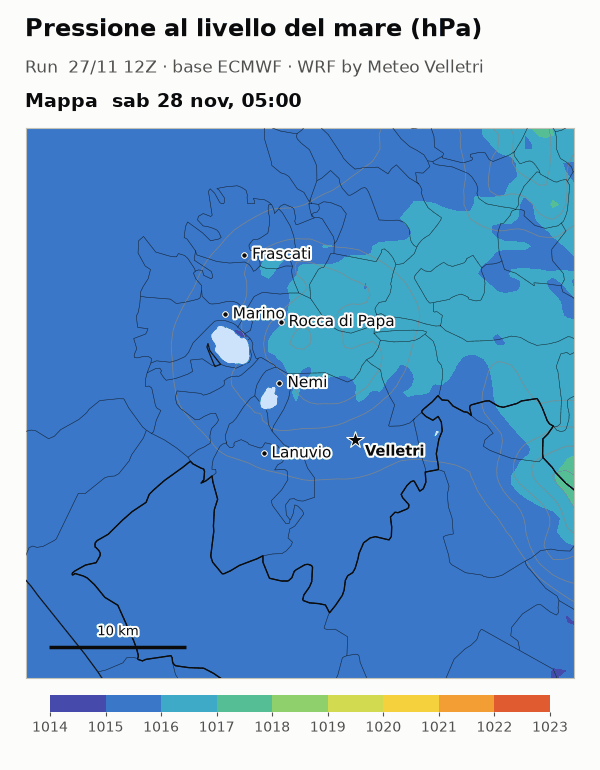 Pressione al livello del mare (hPa)
Run  27/11 12Z · base ECMWF · WRF by Meteo Velletri
Mappa  sab 28 nov, 05:00
Frascati
Marino
Rocca di Papa
Nemi
Velletri
Lanuvio
10 km
1014 1015 1016 1017 1018 1019 1020 1021 1022 1023